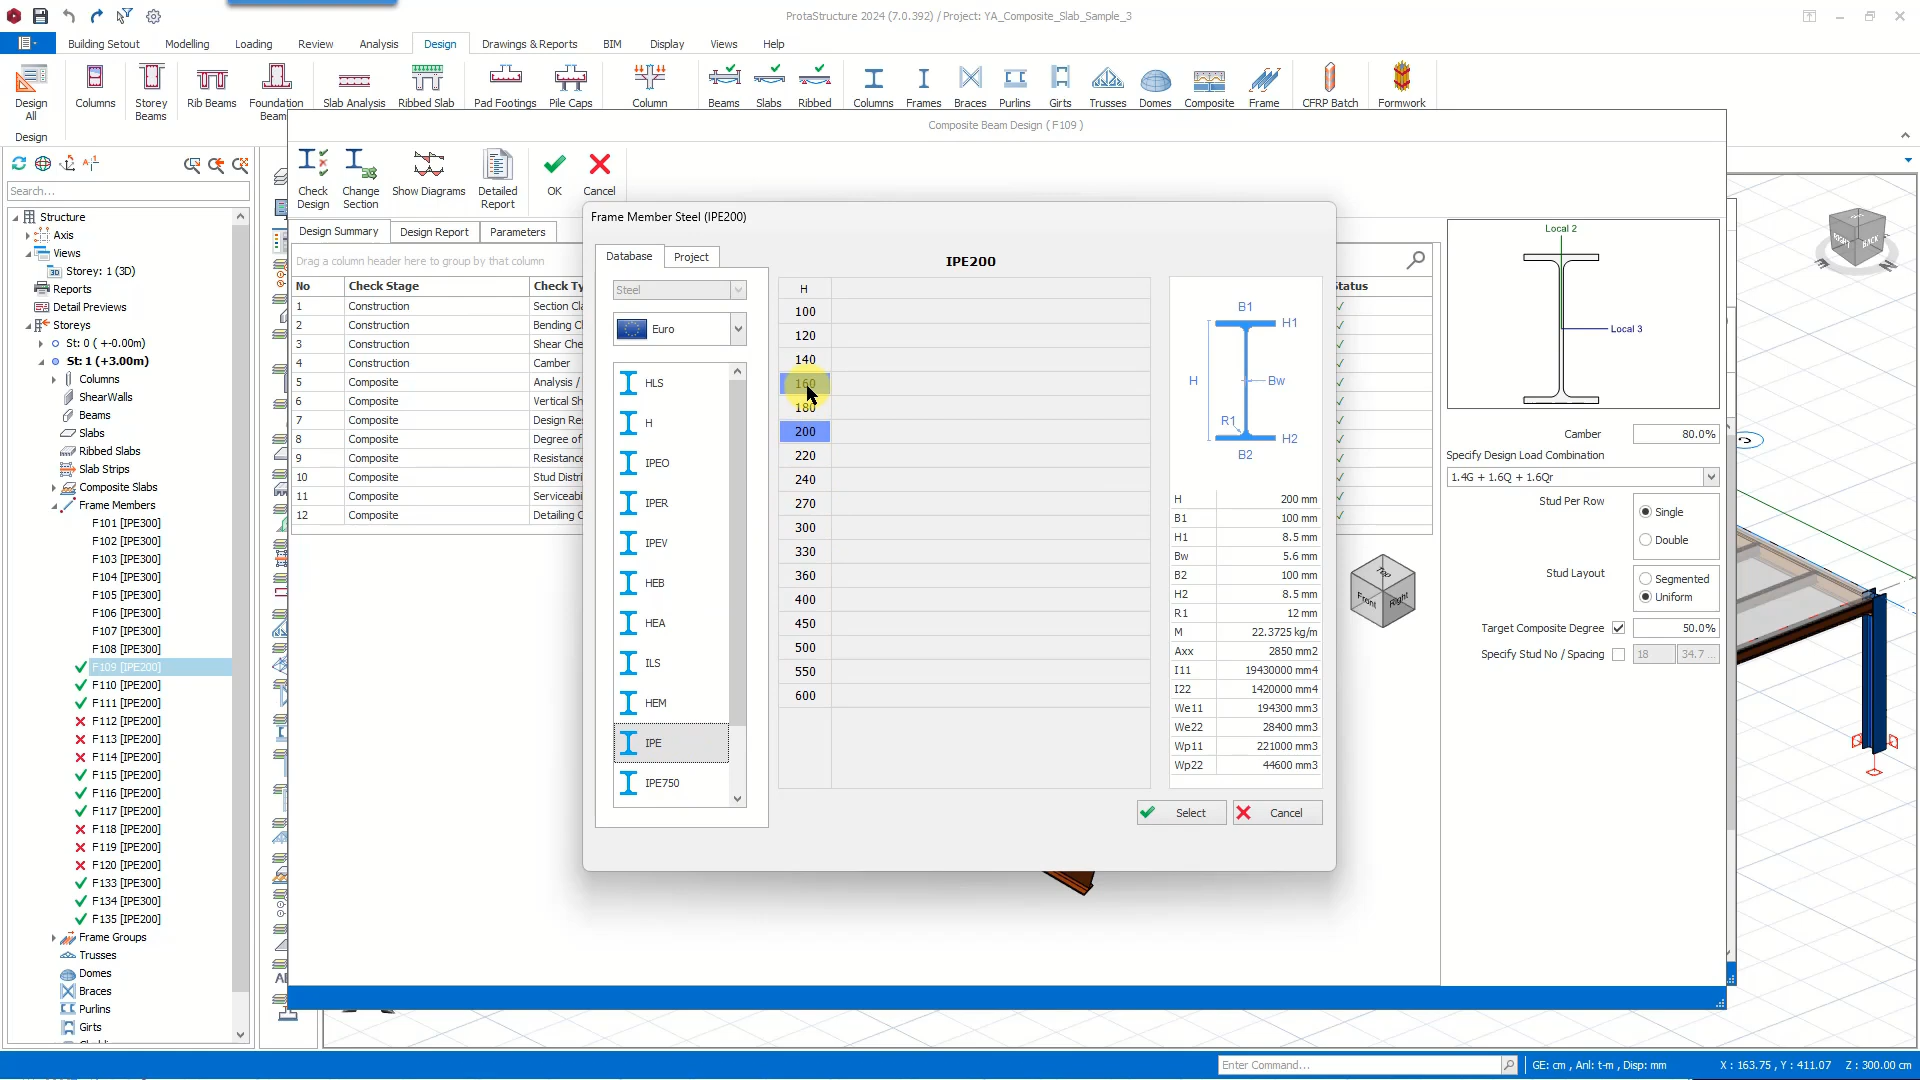 ProtaStructure 2024 (7.0.392) / Project: YA_Composite_Slab_Sample_3
Building Setout Modelling Loading Review Analysis Design Drawings & Reports BIM Display Views Help
Design All Columns Storey Beams Rib Beams Foundation Beam Slab Analysis Ribbed Slab Pad Footings Pile Caps Column Beams Slabs Ribbed Columns Frames Braces Purlins Girts Trusses Domes Composite Frame CFRP Batch Formwork
Design
Composite Beam Design ( F109 )
Check Design Change Section Show Diagrams Detailed Report OK Cancel
Search...
Structure
Axis
Views
Storey: 1 (3D)
Reports
Detail Previews
Storeys
St: 0 ( +-0.00m)
St: 1 (+3.00m)
Columns
ShearWalls
Beams
Slabs
Ribbed Slabs
Slab Strips
Composite Slabs
Frame Members
F101 [IPE300]
F102 [IPE300]
F103 [IPE300]
F104 [IPE300]
F105 [IPE300]
F106 [IPE300]
F107 [IPE300]
F108 [IPE300]
F109 [IPE200]
F110 [IPE200]
F111 [IPE200]
F112 [IPE200]
F113 [IPE200]
F114 [IPE200]
F115 [IPE200]
F116 [IPE200]
F117 [IPE200]
F118 [IPE200]
F119 [IPE200]
F120 [IPE200]
F133 [IPE300]
F134 [IPE300]
F135 [IPE200]
Frame Groups
Trusses
Domes
Braces
Purlins
Girts
Design Summary Design Report Parameters
Drag a column header here to group by that column
No Check Stage Check Ty Status
1 Construction Section Cla
2 Construction Bending C
3 Construction Shear Che
4 Construction Camber
5 Composite Analysis /
6 Composite Vertical Sh
7 Composite Design Res
8 Composite Degree of
9 Composite Resistance
10 Composite Stud Distri
11 Composite Serviceabi
12 Composite Detailing C
Frame Member Steel (IPE200)
Database Project
Steel
Euro
HLS
H
IPEO
IPER
IPEV
HEB
HEA
ILS
HEM
IPE
IPE750
IPE200
H
100
120
140
160
180
200
220
240
270
300
330
360
400
450
500
550
600
B1
H1
H
Bw
R1
H2
B2
H 200 mm
B1 100 mm
H1 8.5 mm
Bw 5.6 mm
B2 100 mm
H2 8.5 mm
R1 12 mm
M 22.3725 kg/m
Axx 2850 mm2
I11 19430000 mm4
I22 1420000 mm4
We11 194300 mm3
We22 28400 mm3
Wp11 221000 mm3
Wp22 44600 mm3
Select Cancel
Top
Front Right
Local 2
Local 3
Camber 80.0%
Specify Design Load Combination
1.4G + 1.6Q + 1.6Qr
Stud Per Row Single
Double
Stud Layout Segmented
Uniform
Target Composite Degree 50.0%
Specify Stud No / Spacing 18 34.7 ...
RIGHT BACK
Enter Command...
GE: cm , Anl: t-m , Disp: mm
X : 163.75 , Y : 411.07 Z : 300.00 cm